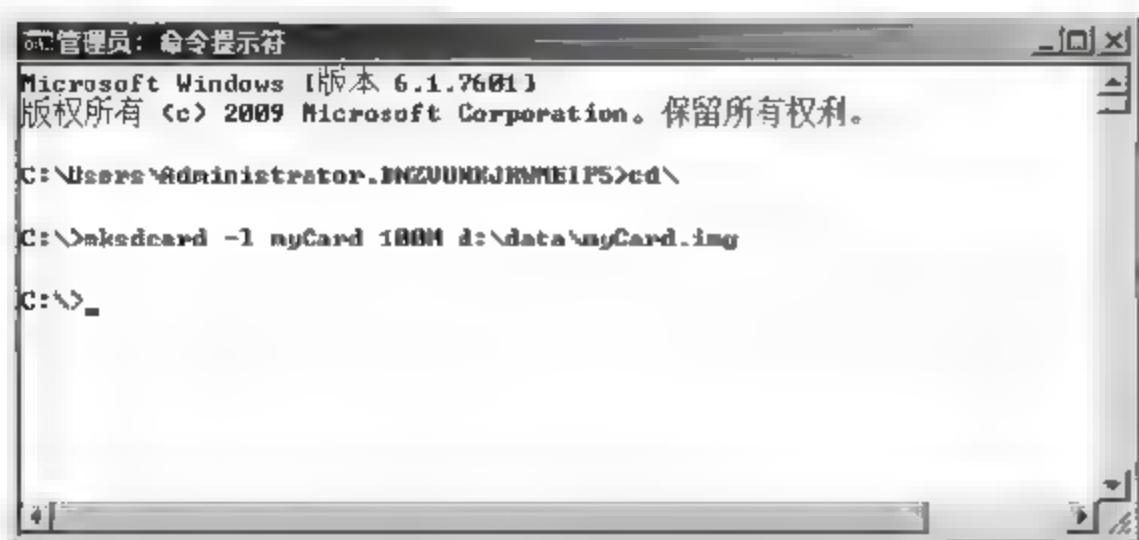 管理员: 命令提示符
Microsoft Windows [版本 6.1.7601]
版权所有 (c) 2009 Microsoft Corporation。保留所有权利。
C:\Users\Administrator.>cd\
C:\>mksdcard -l myCard 100M d:\data\myCard.img
C:\>_